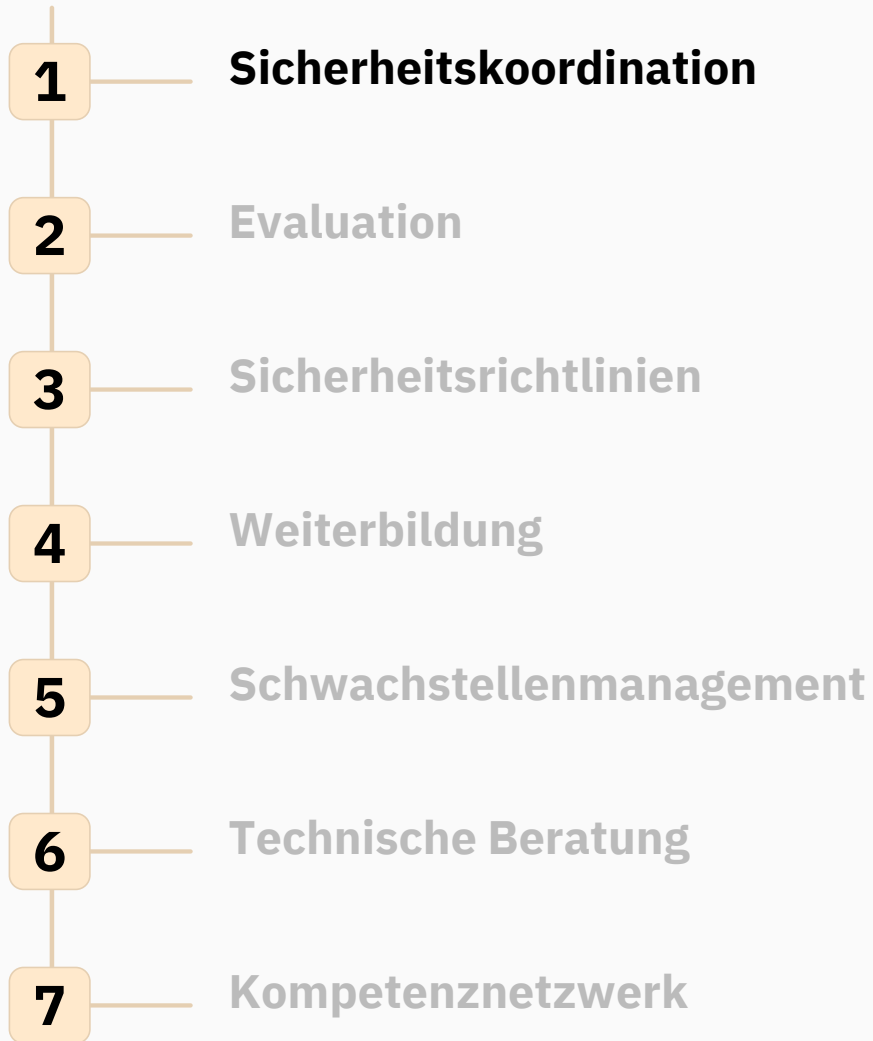 1 Sicherheitskoordination
2 Evaluation
3 Sicherheitsrichtlinien
4 Weiterbildung
5 Schwachstellenmanagement
6 Technische Beratung
7 Kompetenznetzwerk